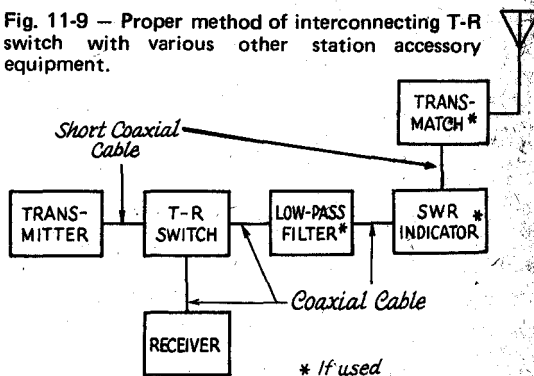 Fig. 11-9 — Proper method of interconnecting T-R
switch with various other station accessory
equipment.
TRANS-
MATCH*
Short Coaxial
Cable
TRANS-
MITTER
T-R
SWITCH
LOW-PASS
FILTER*
SWR
INDICATOR*
Coaxial Cable
RECEIVER
* If used